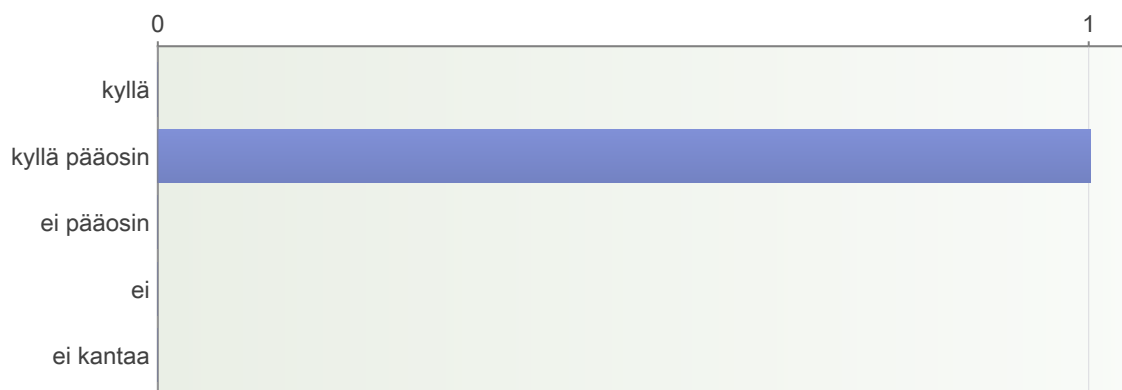 0 1
kyllä
kyllä pääosin
ei pääosin
ei
ei kantaa